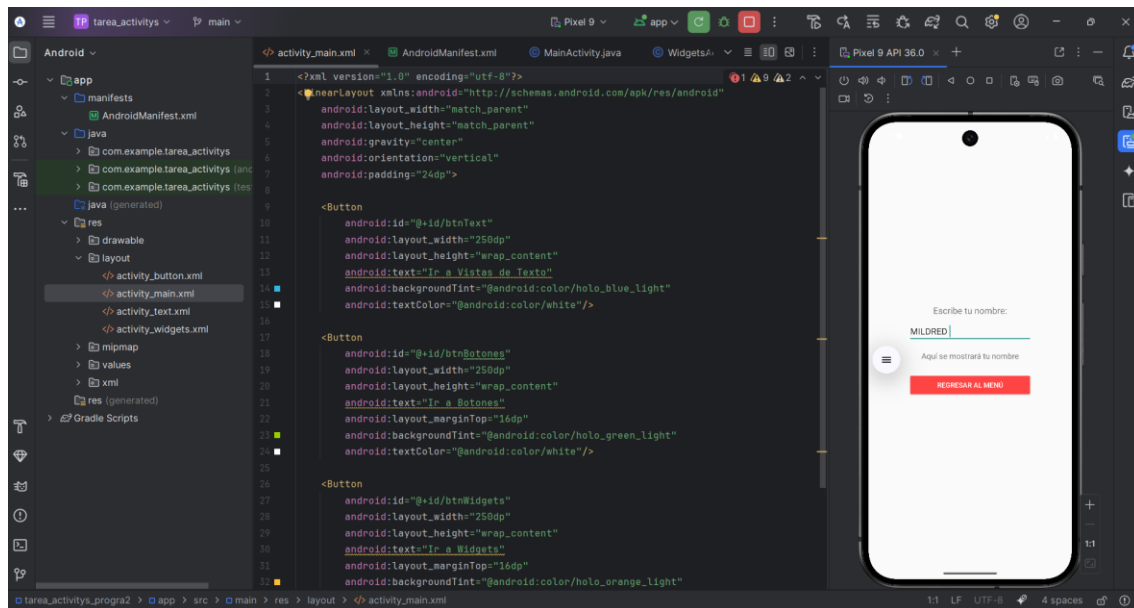 TP tarea_activitys main Pixel 9 app
Android
activity_main.xml AndroidManifest.xml MainActivity.java WidgetsA
Pixel 9 API 36.0
app
manifests
AndroidManifest.xml
java
com.example.tarea_activitys
com.example.tarea_activitys (and
com.example.tarea_activitys (tes
java (generated)
res
drawable
layout
activity_button.xml
activity_main.xml
activity_text.xml
activity_widgets.xml
mipmap
values
xml
res (generated)
Gradle Scripts
1 9 2
1 <?xml version="1.0" encoding="utf-8"?>
2 <LinearLayout xmlns:android="http://schemas.android.com/apk/res/android"
3 android:layout_width="match_parent"
4 android:layout_height="match_parent"
5 android:gravity="center"
6 android:orientation="vertical"
7 android:padding="24dp">
8
9 <Button
10 android:id="@+id/btnText"
11 android:layout_width="250dp"
12 android:layout_height="wrap_content"
13 android:text="Ir a Vistas de Texto"
14 android:backgroundTint="@android:color/holo_blue_light"
15 android:textColor="@android:color/white"/>
16
17 <Button
18 android:id="@+id/btnBotones"
19 android:layout_width="250dp"
20 android:layout_height="wrap_content"
21 android:text="Ir a Botones"
22 android:layout_marginTop="16dp"
23 android:backgroundTint="@android:color/holo_green_light"
24 android:textColor="@android:color/white"/>
25
26 <Button
27 android:id="@+id/btnWidgets"
28 android:layout_width="250dp"
29 android:layout_height="wrap_content"
30 android:text="Ir a Widgets"
31 android:layout_marginTop="16dp"
32 android:backgroundTint="@android:color/holo_orange_light"
Escribe tu nombre:
MILDRED
Aquí se mostrará tu nombre
REGRESAR AL MENÚ
1:1
tarea_activitys_progra2 > app > src > main > res > layout > activity_main.xml
1:1 LF UTF-8 4 spaces